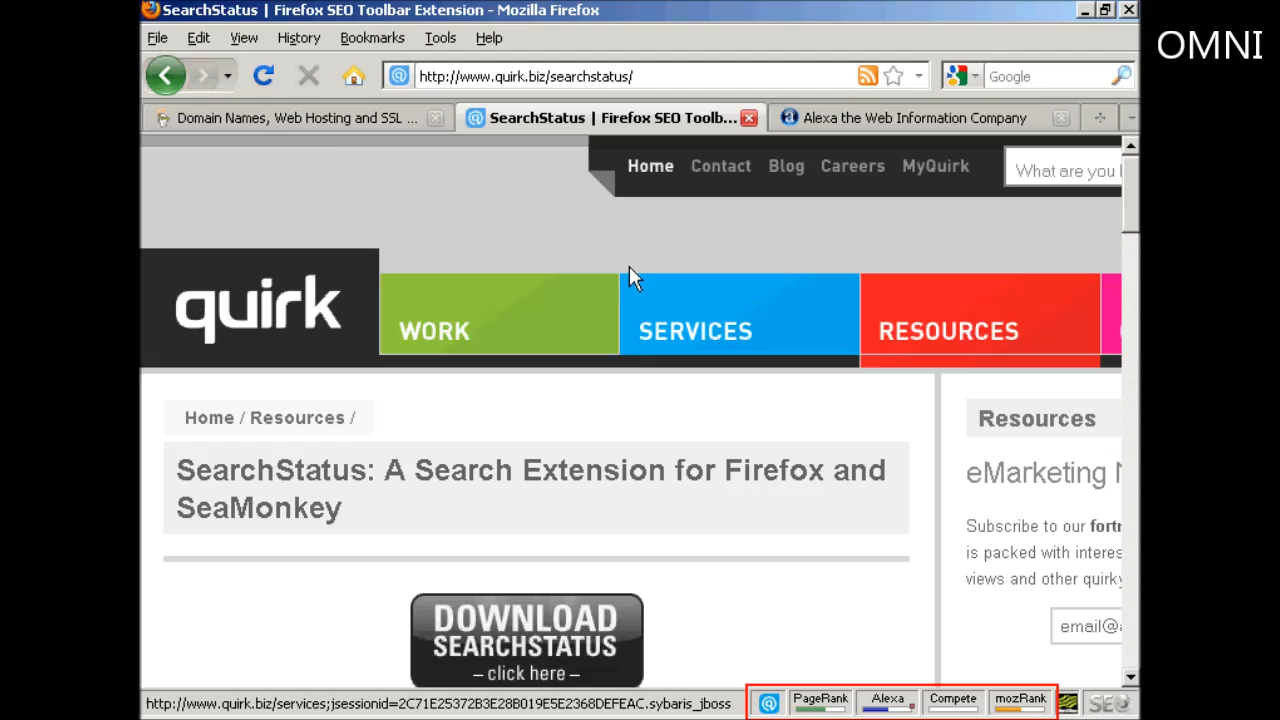 SearchStatus | Firefox SEO Toolbar Extension - Mozilla Firefox
OMNI
File Edit View History Bookmarks Tools Help
http://www.quirk.biz/searchstatus/
Google
Domain Names, Web Hosting and SSL ...
SearchStatus | Firefox SEO Toolb...
Alexa the Web Information Company
Home Contact Blog Careers MyQuirk
What are you
quirk
WORK
SERVICES
RESOURCES
Home / Resources /
Resources
SearchStatus: A Search Extension for Firefox and
SeaMonkey
eMarketing
Subscribe to our fort
is packed with interes
views and other quirky
email@
DOWNLOAD
SEARCHSTATUS
– click here –
http://www.quirk.biz/services;jsessionid=2C71E25372B3E28B019E5E2368DEFEAC.sybaris_jboss
PageRank
Alexa
Compete
mozRank
SEO